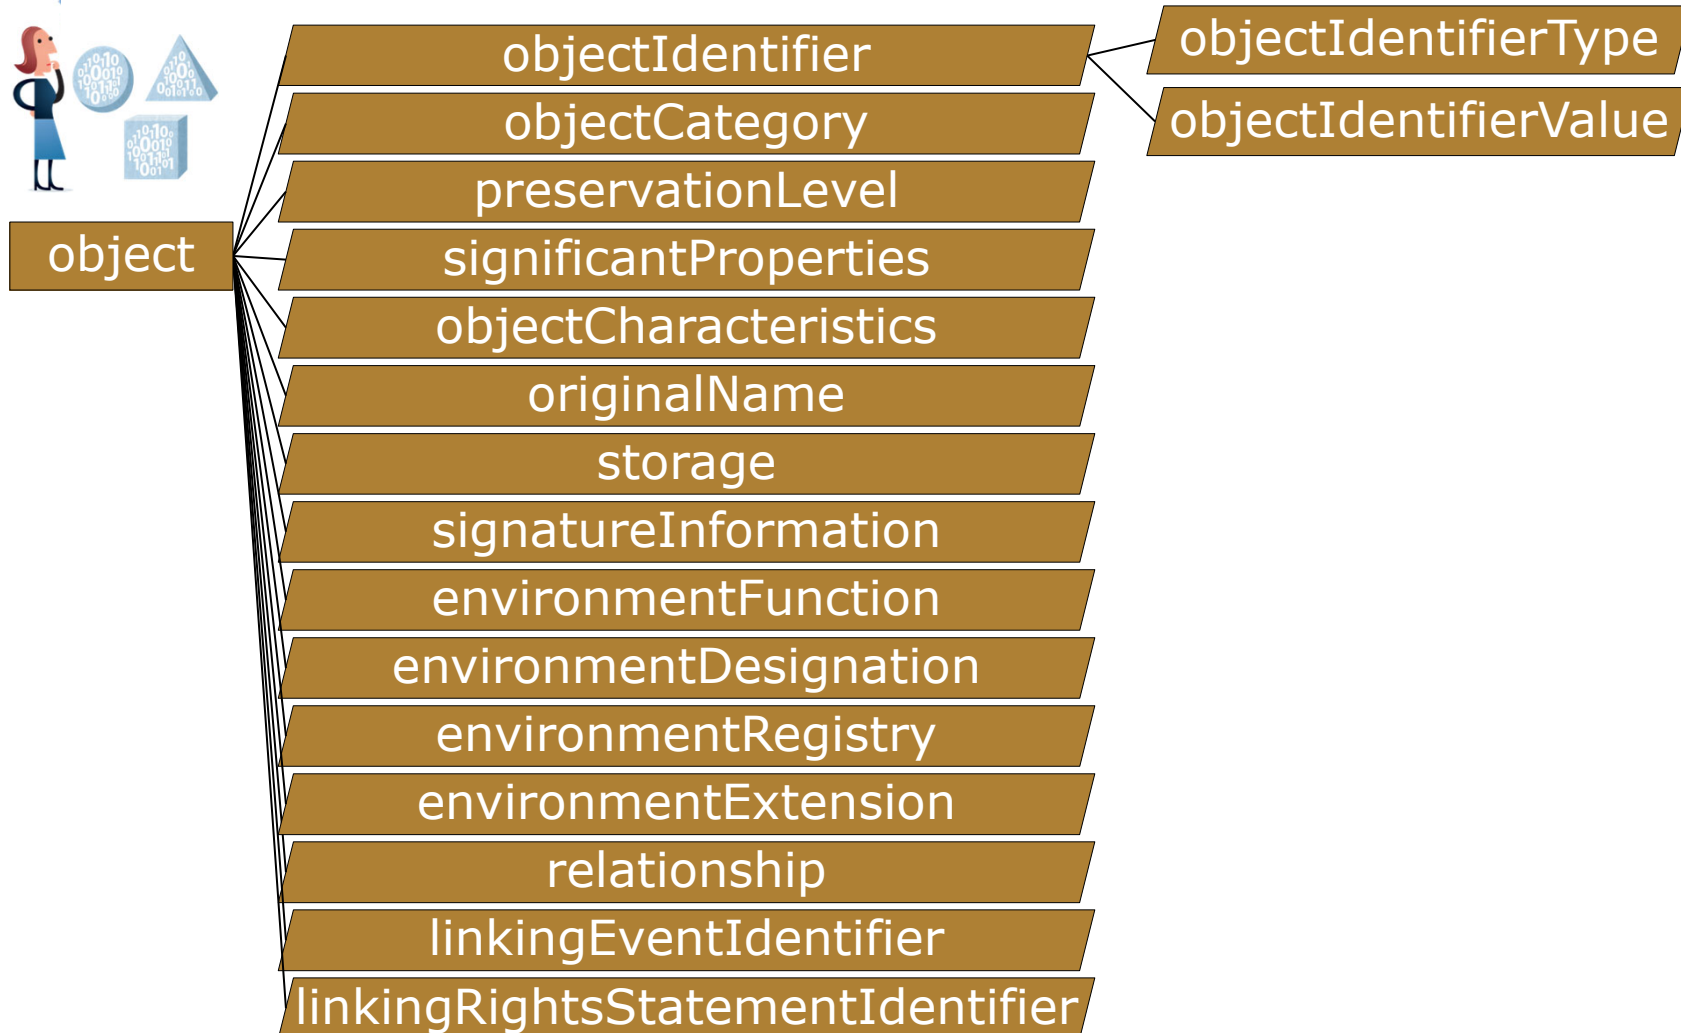 object
objectIdentifier
objectIdentifierType
objectIdentifierValue
objectCategory
preservationLevel
significantProperties
objectCharacteristics
originalName
storage
signatureInformation
environmentFunction
environmentDesignation
environmentRegistry
environmentExtension
relationship
linkingEventIdentifier
linkingRightsStatementIdentifier